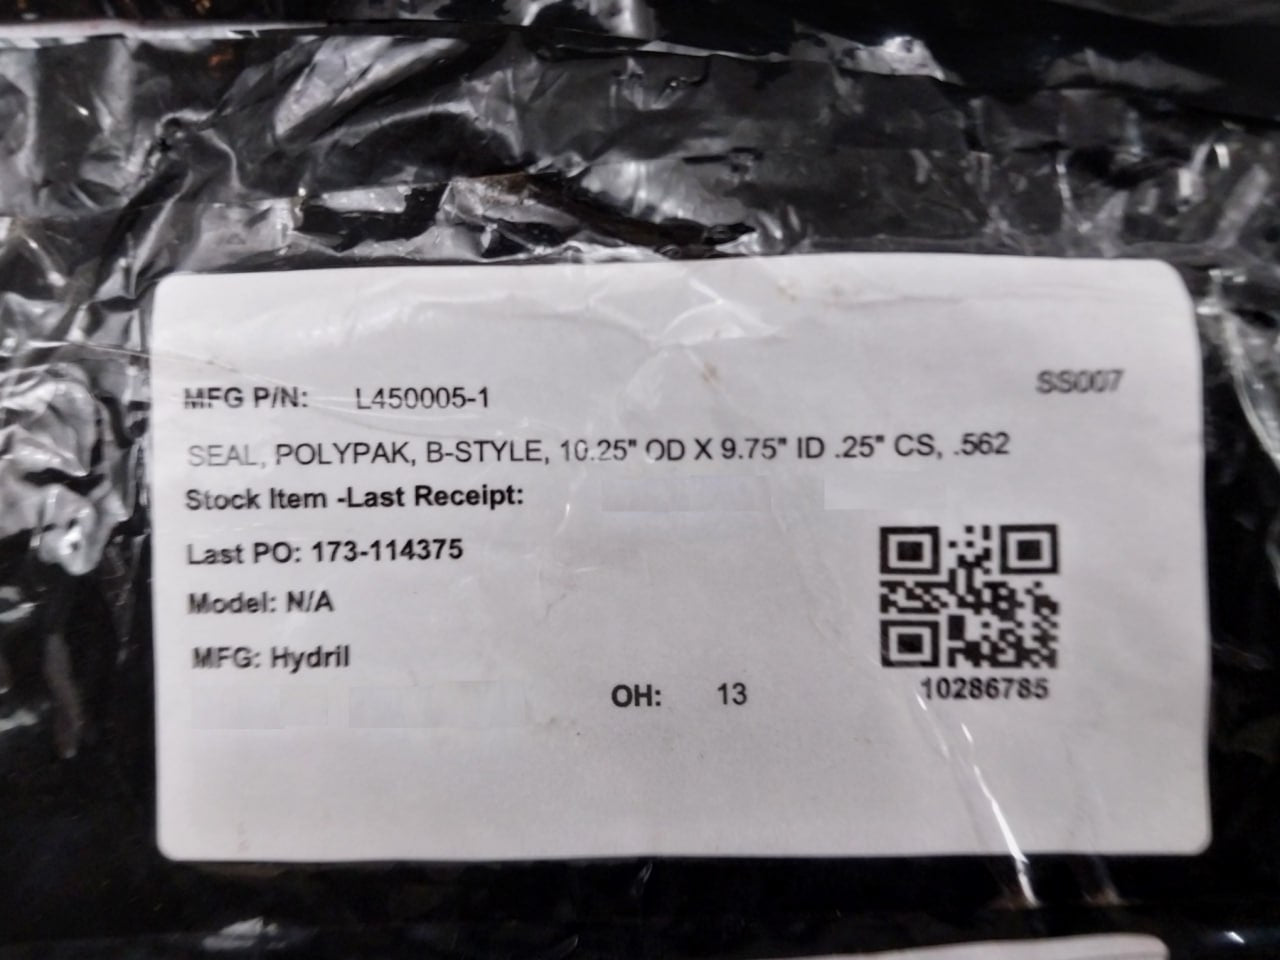 SS007
MFG P/N: L450005-1
SEAL, POLYPAK, B-STYLE, 10.25" OD X 9.75" ID .25" CS, .562
Stock Item -Last Receipt:
Last PO: 173-114375
Model: N/A
MFG: Hydril
OH: 13
10286785